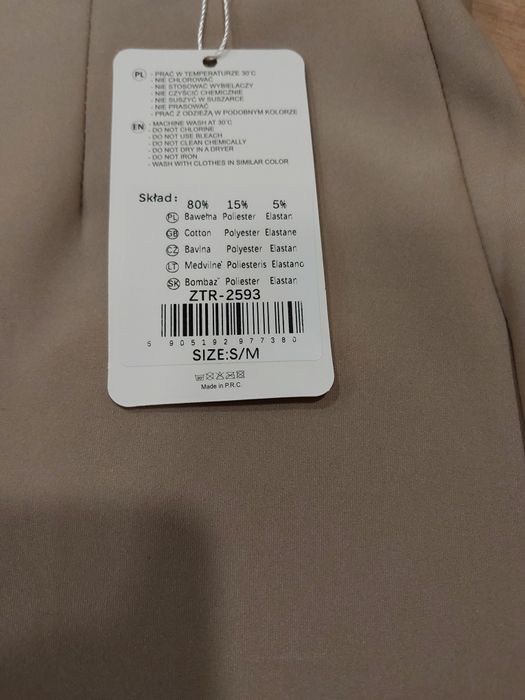 PL - PRAĆ W TEMPERATURZE 30°C
- NIE CHLOROWAĆ
- NIE STOSOWAĆ WYBIELACZY
- NIE CZYŚCIĆ CHEMICZNIE
- NIE SUSZYĆ W SUSZARCE
- NIE PRASOWAĆ
- PRAĆ Z ODZIEŻĄ W PODOBNYM KOLORZE
EN - MACHINE WASH AT 30°C
- DO NOT CHLORINE
- DO NOT USE BLEACH
- DO NOT CLEAN CHEMICALLY
- DO NOT DRY IN A DRYER
- DO NOT IRON
- WASH WITH CLOTHES IN SIMILAR COLOR
Skład: 80% 15% 5%
PL Bawełna Poliester Elastan
GB Cotton Polyester Elastane
CZ Bavlna Polyester Elastan
LT Medvilne Poliesteris Elastano
SK Bombaz Poliester Elastan
ZTR-2593
5 905192 977380
SIZE:S/M
Made in P.R.C.